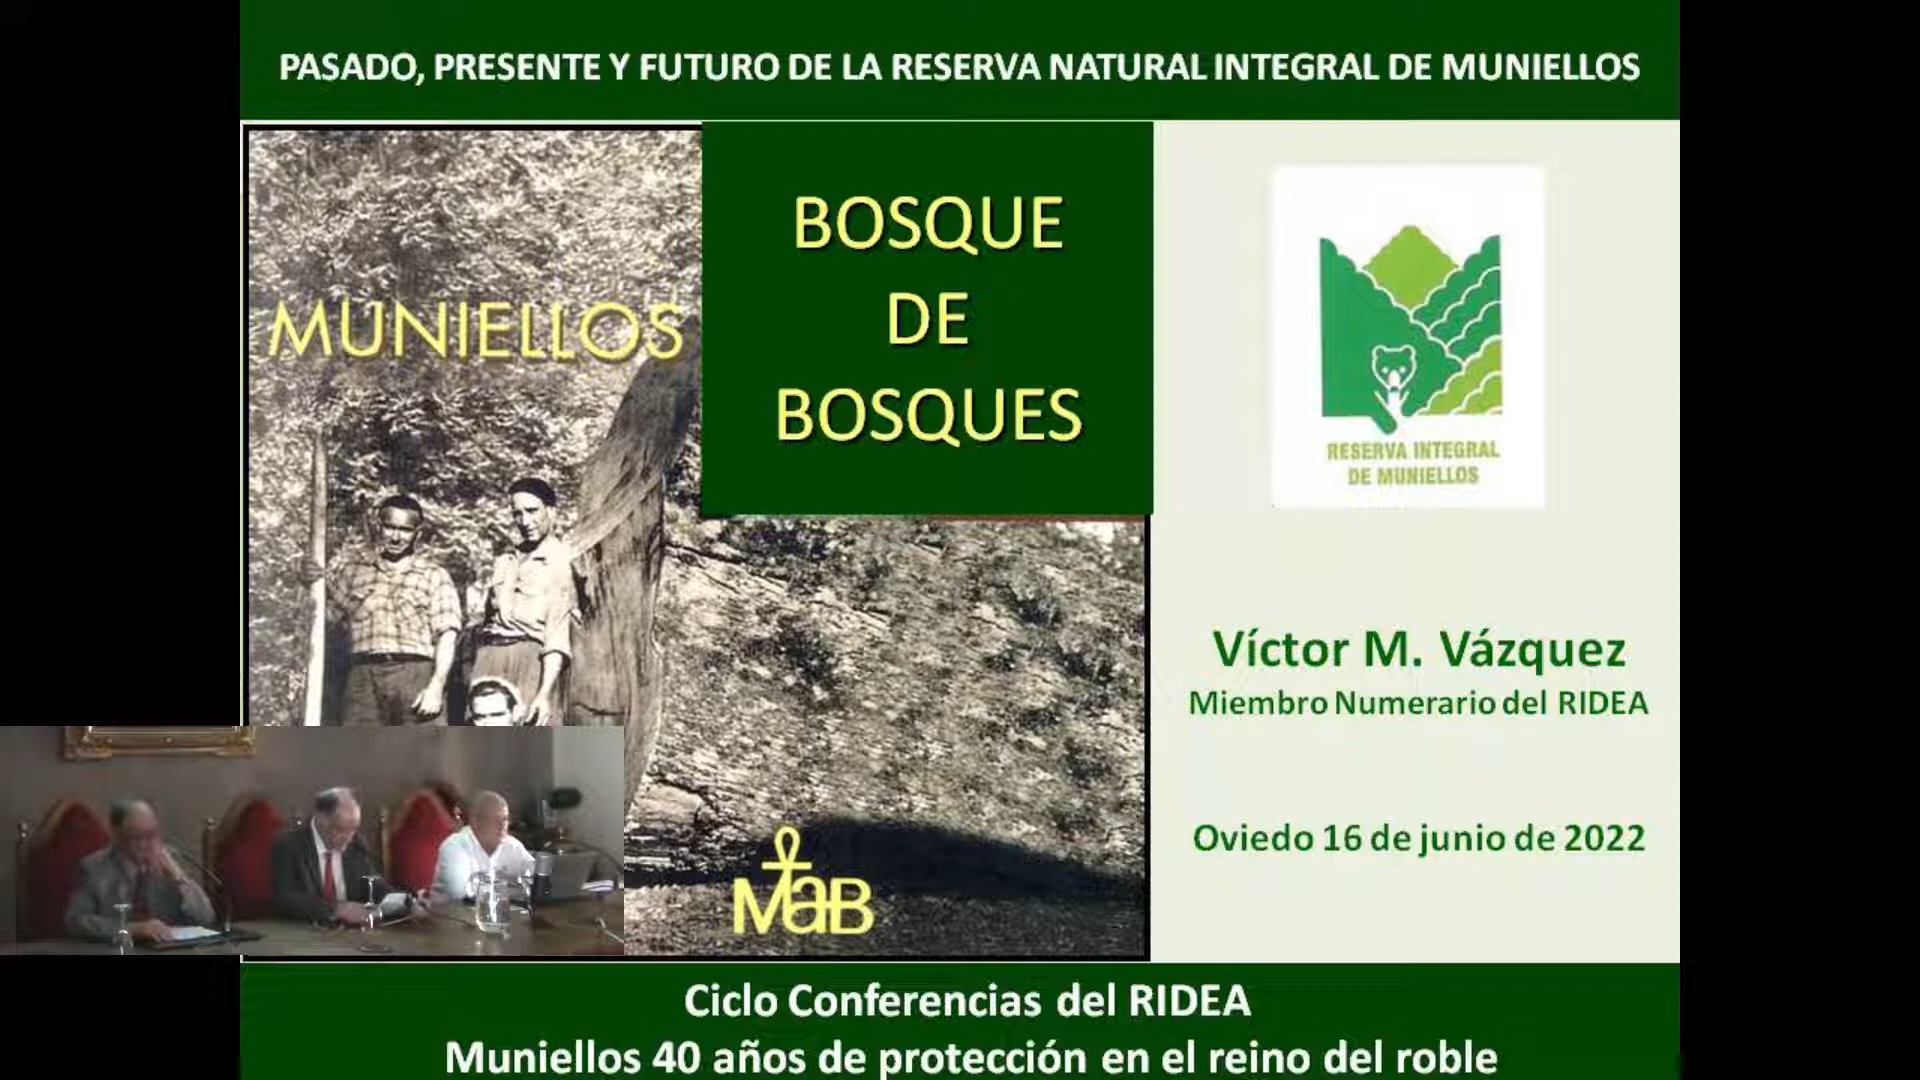 PASADO, PRESENTE Y FUTURO DE LA RESERVA NATURAL INTEGRAL DE MUNIELLOS
MUNIELLOS
BOSQUE
DE
BOSQUES
RESERVA INTEGRAL
DE MUNIELLOS
Víctor M. Vázquez
Miembro Numerario del RIDEA
Oviedo 16 de junio de 2022
MaB
Ciclo Conferencias del RIDEA
Muniellos 40 años de protección en el reino del roble